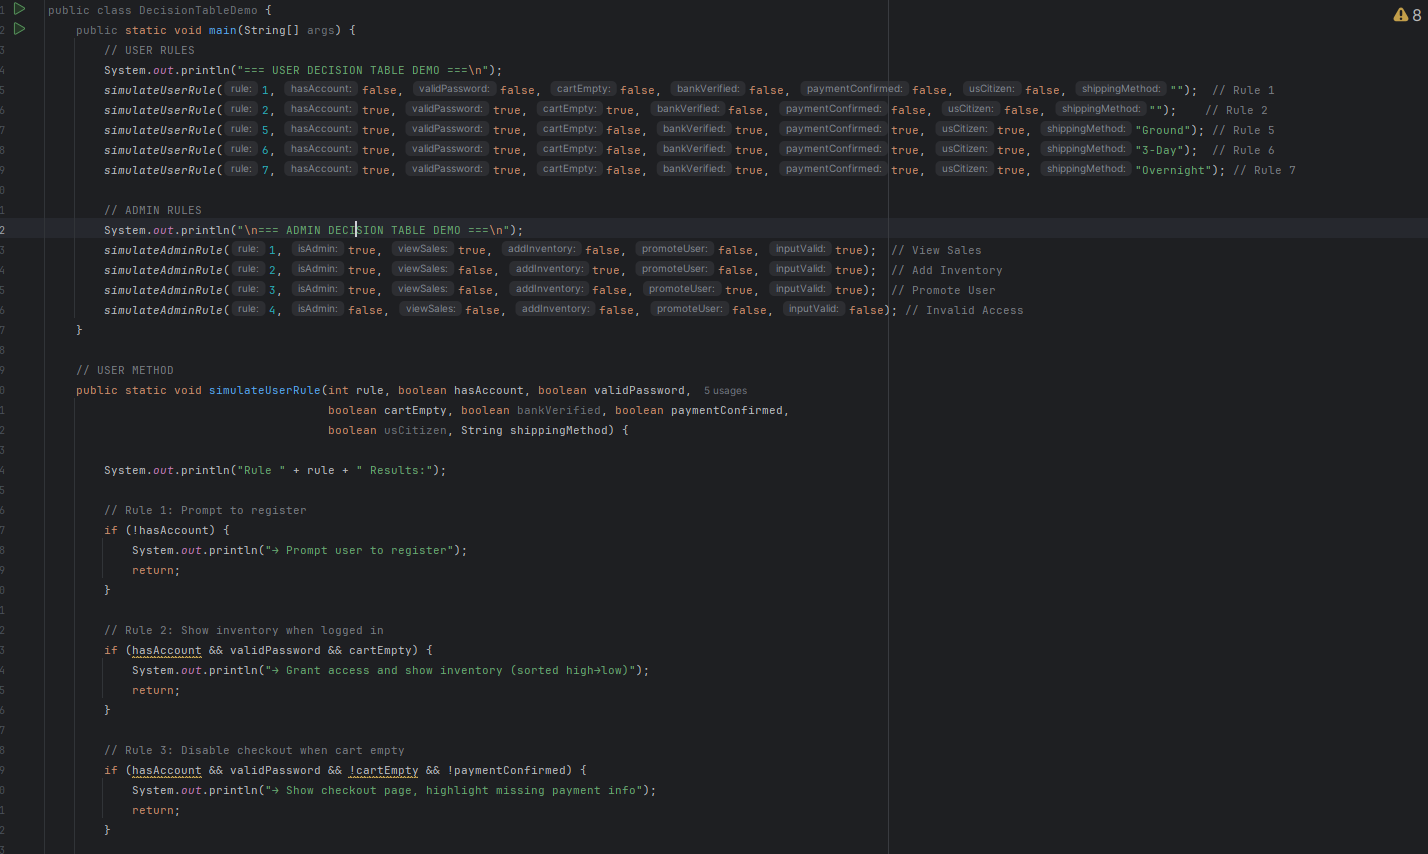 1 public class DecisionTableDemo { 8
2 public static void main(String[] args) {
3 // USER RULES
4 System.out.println("=== USER DECISION TABLE DEMO ===\n");
5 simulateUserRule( rule: 1, hasAccount: false, validPassword: false, cartEmpty: false, bankVerified: false, paymentConfirmed: false, usCitizen: false, shippingMethod: ""); // Rule 1
6 simulateUserRule( rule: 2, hasAccount: true, validPassword: true, cartEmpty: true, bankVerified: false, paymentConfirmed: false, usCitizen: false, shippingMethod: ""); // Rule 2
7 simulateUserRule( rule: 5, hasAccount: true, validPassword: true, cartEmpty: false, bankVerified: true, paymentConfirmed: true, usCitizen: true, shippingMethod: "Ground"); // Rule 5
8 simulateUserRule( rule: 6, hasAccount: true, validPassword: true, cartEmpty: false, bankVerified: true, paymentConfirmed: true, usCitizen: true, shippingMethod: "3-Day"); // Rule 6
9 simulateUserRule( rule: 7, hasAccount: true, validPassword: true, cartEmpty: false, bankVerified: true, paymentConfirmed: true, usCitizen: true, shippingMethod: "Overnight"); // Rule 7
0
1 // ADMIN RULES
2 System.out.println("\n=== ADMIN DECISION TABLE DEMO ===\n");
3 simulateAdminRule( rule: 1, isAdmin: true, viewSales: true, addInventory: false, promoteUser: false, inputValid: true); // View Sales
4 simulateAdminRule( rule: 2, isAdmin: true, viewSales: false, addInventory: true, promoteUser: false, inputValid: true); // Add Inventory
5 simulateAdminRule( rule: 3, isAdmin: true, viewSales: false, addInventory: false, promoteUser: true, inputValid: true); // Promote User
6 simulateAdminRule( rule: 4, isAdmin: false, viewSales: false, addInventory: false, promoteUser: false, inputValid: false); // Invalid Access
7 }
8
9 // USER METHOD
0 public static void simulateUserRule(int rule, boolean hasAccount, boolean validPassword, 5 usages
1 boolean cartEmpty, boolean bankVerified, boolean paymentConfirmed,
2 boolean usCitizen, String shippingMethod) {
3
4 System.out.println("Rule " + rule + " Results:");
5
6 // Rule 1: Prompt to register
7 if (!hasAccount) {
8 System.out.println("→ Prompt user to register");
9 return;
0 }
1
2 // Rule 2: Show inventory when logged in
3 if (hasAccount && validPassword && cartEmpty) {
4 System.out.println("→ Grant access and show inventory (sorted high→low)");
5 return;
6 }
7
8 // Rule 3: Disable checkout when cart empty
9 if (hasAccount && validPassword && !cartEmpty && !paymentConfirmed) {
0 System.out.println("→ Show checkout page, highlight missing payment info");
1 return;
2 }
3